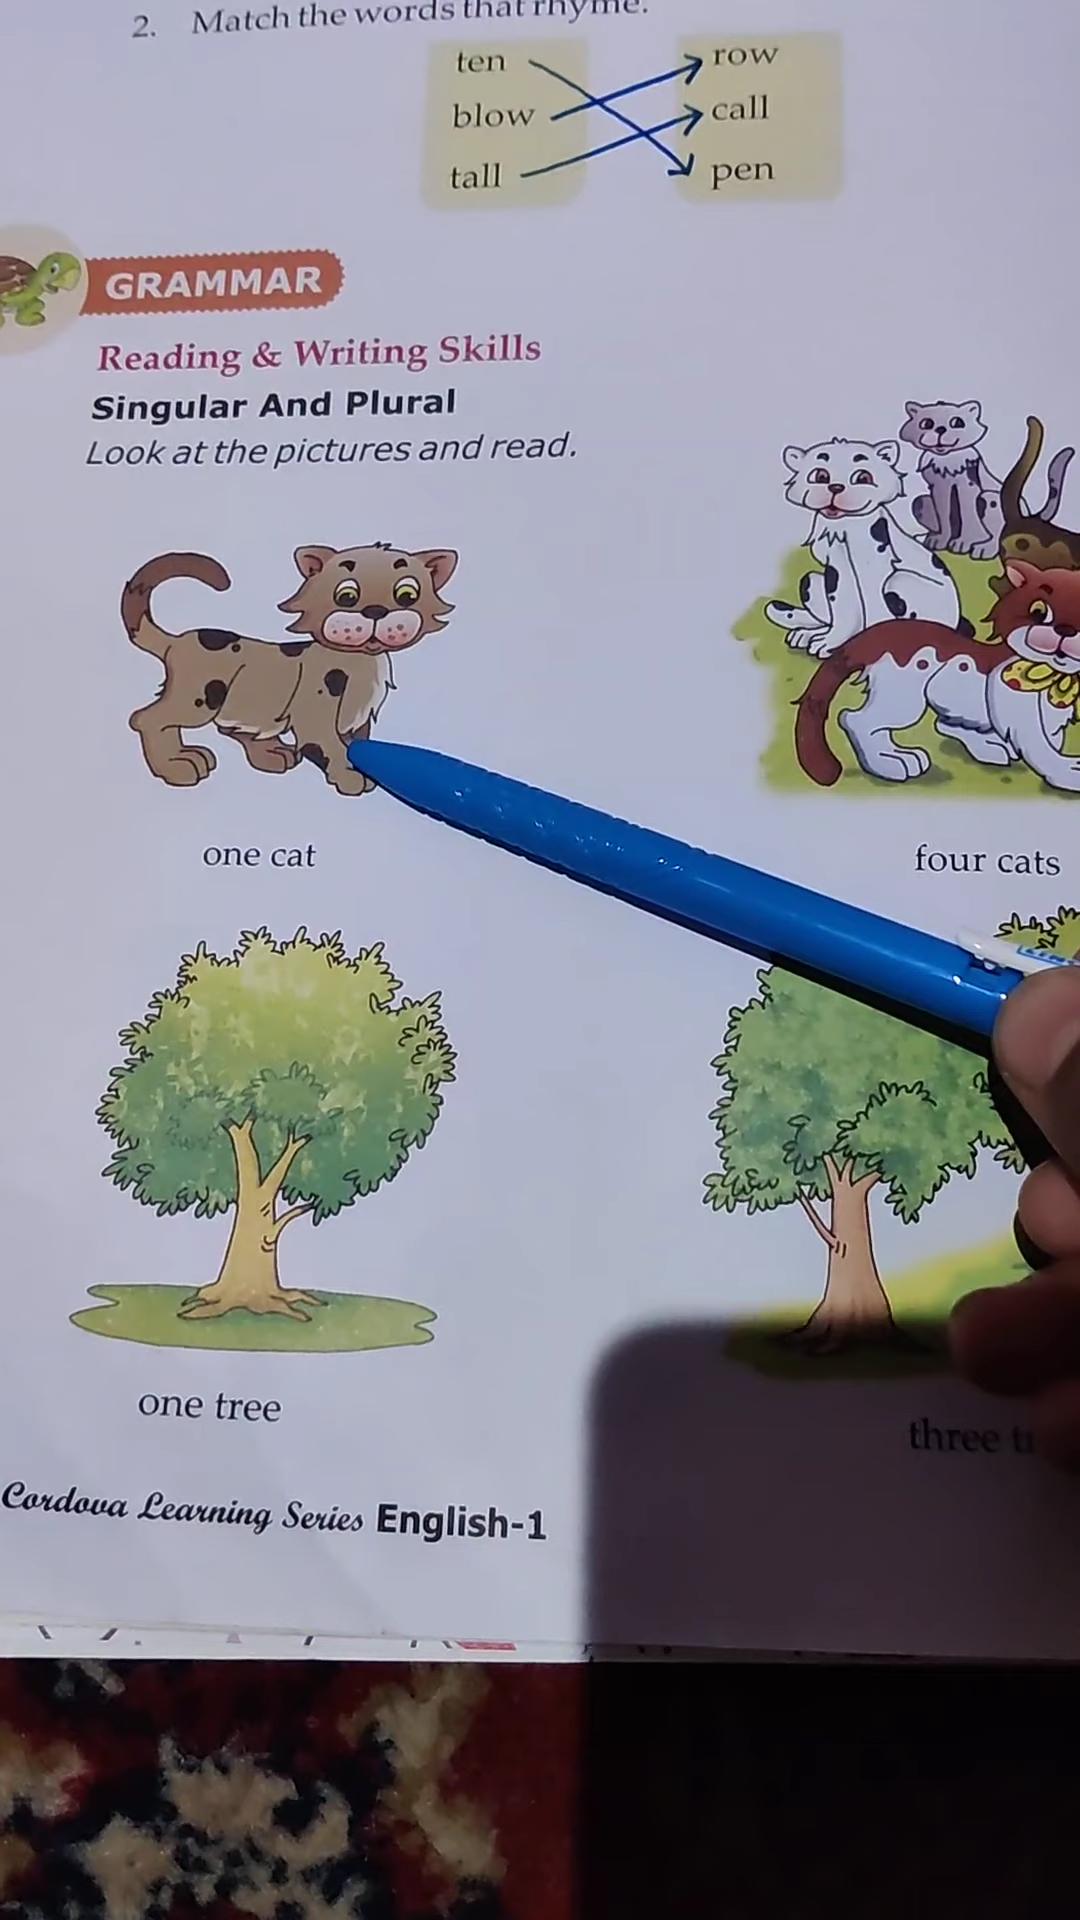 2. Match the words that rhyme.
ten row
blow call
tall pen
GRAMMAR
Reading & Writing Skills
Singular And Plural
Look at the pictures and read.
one cat four cats
one tree three
Cordova Learning Series English-1